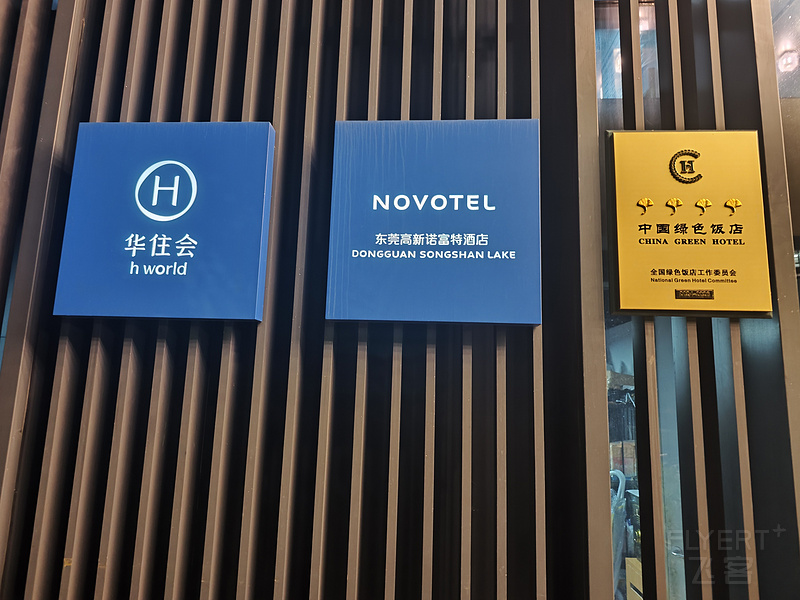 H
华住会
h world
NOVOTEL
东莞高新诺富特酒店
DONGGUAN SONGSHAN LAKE
H
中国绿色饭店
CHINA GREEN HOTEL
全国绿色饭店工作委员会
National Green Hotel Committee
FLYERT+
飞客